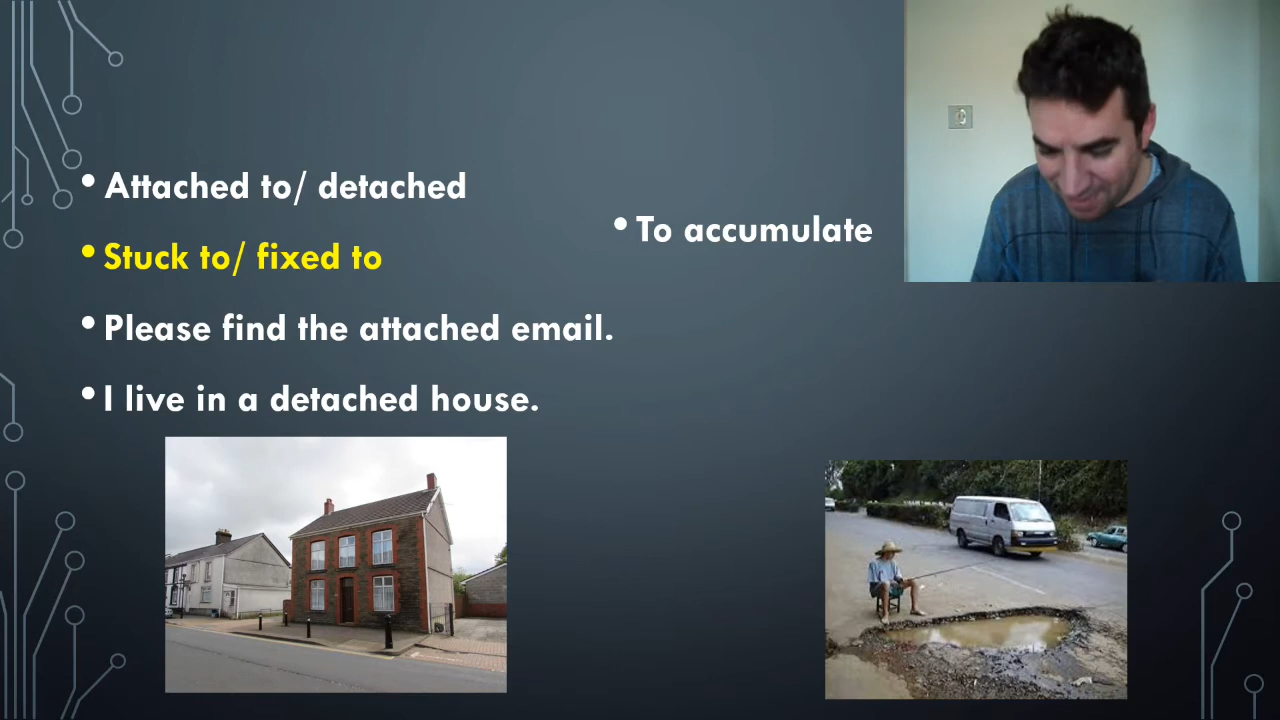 Attached to/ detached
Stuck to/ fixed to
Please find the attached email.
I live in a detached house.
To accumulate